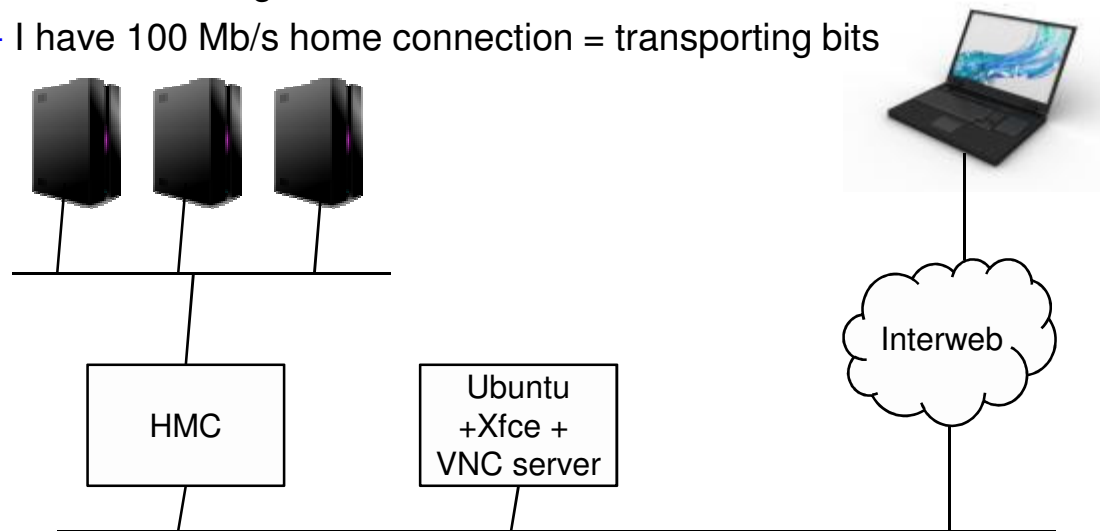 - I have 100 Mb/s home connection = transporting bits
Interweb
HMC
Ubuntu
+Xfce +
VNC server